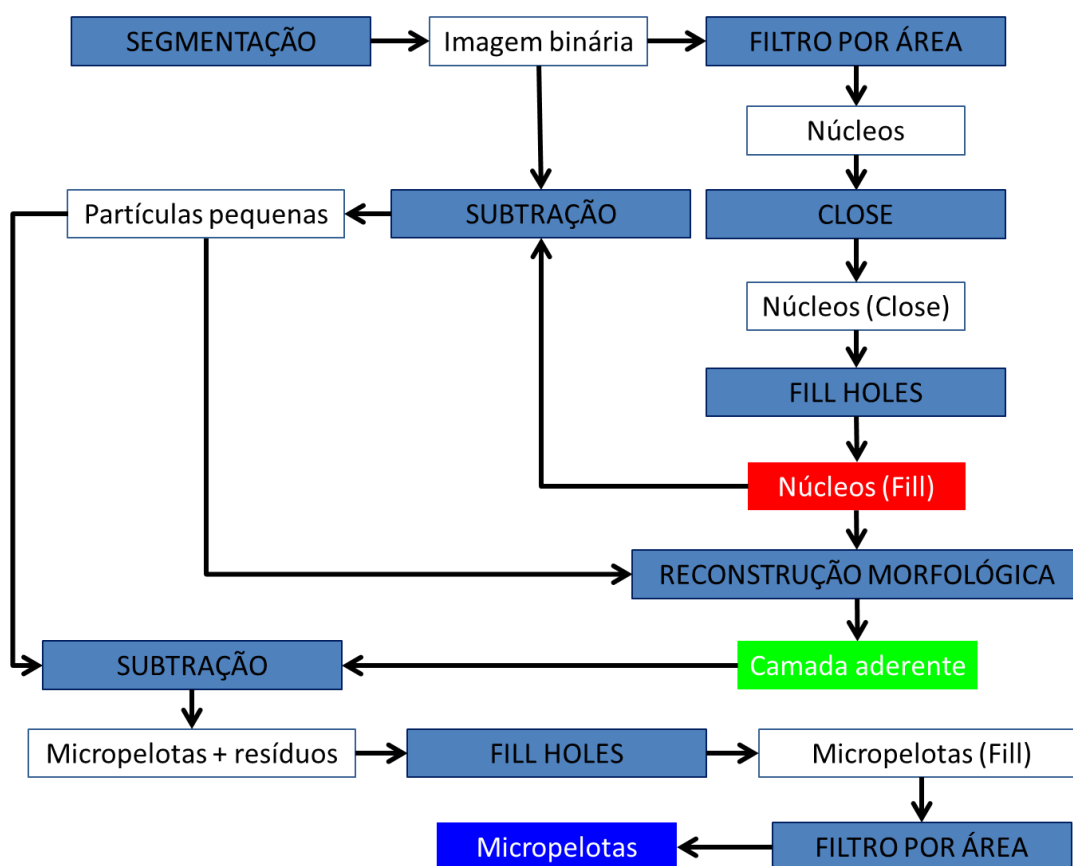 SEGMENTAÇÃO
Imagem binária
FILTRO POR ÁREA
Núcleos
Partículas pequenas
SUBTRAÇÃO
CLOSE
Núcleos (Close)
FILL HOLES
Núcleos (Fill)
RECONSTRUÇÃO MORFOLÓGICA
SUBTRAÇÃO
Camada aderente
Micropelotas + resíduos
FILL HOLES
Micropelotas (Fill)
Micropelotas
FILTRO POR ÁREA